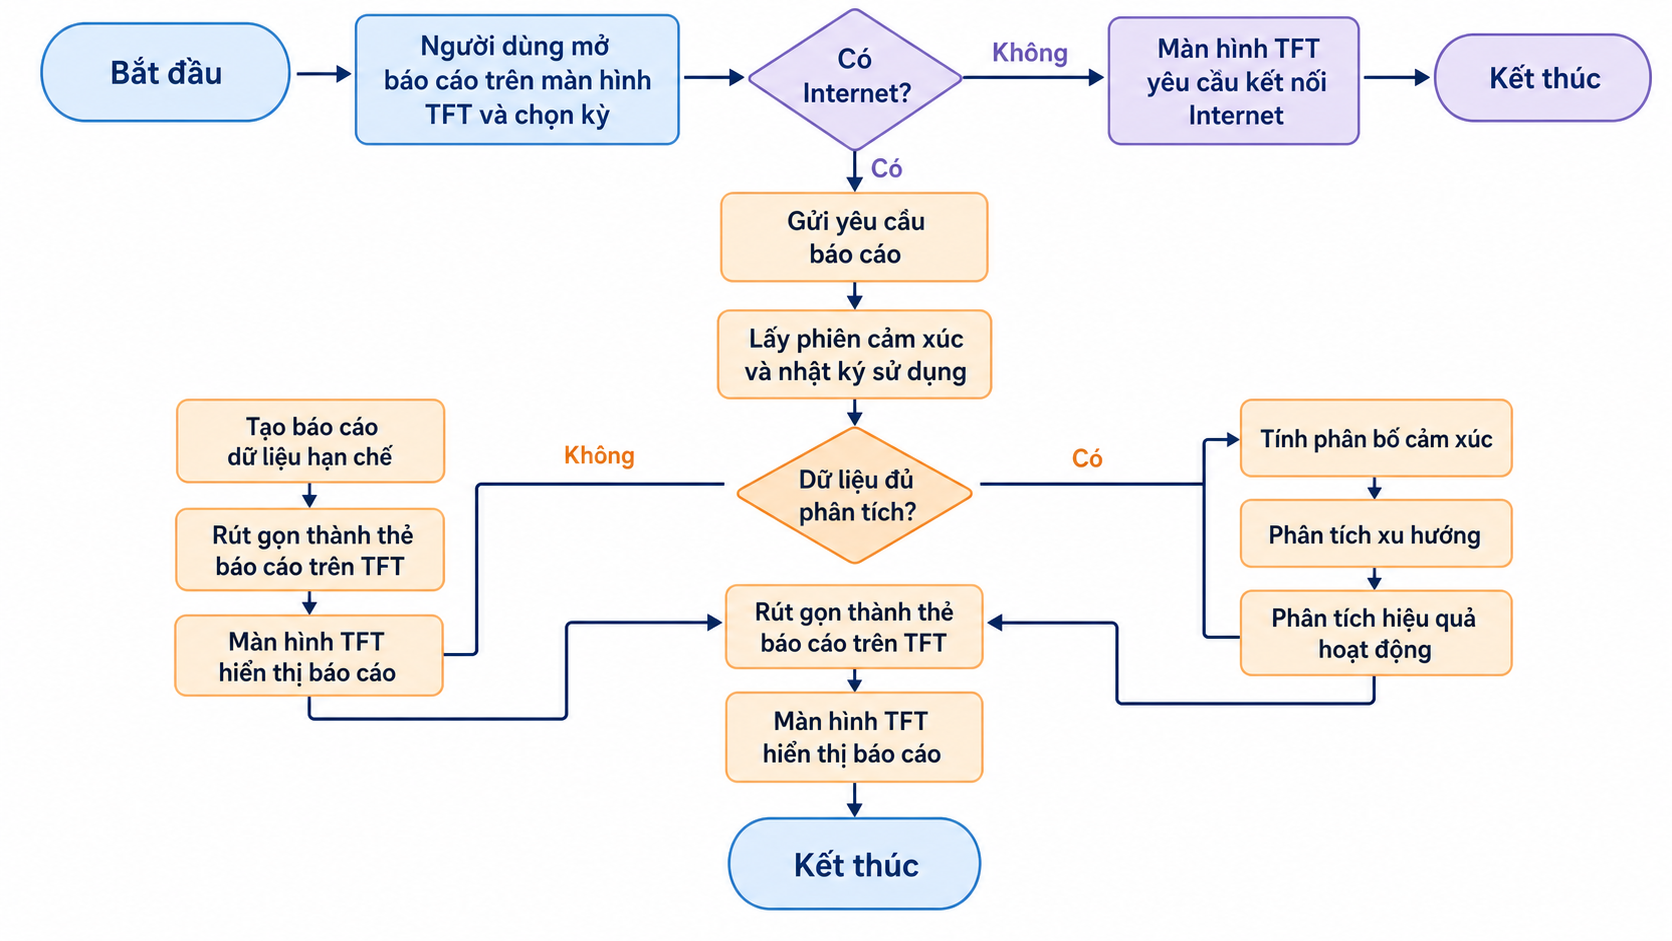 Bắt đầu
Người dùng mở
báo cáo trên màn hình
TFT và chọn kỳ
Có
Internet?
Không
Màn hình TFT
yêu cầu kết nối
Internet
Kết thúc
Có
Gửi yêu cầu
báo cáo
Lấy phiên cảm xúc
và nhật ký sử dụng
Dữ liệu đủ
phân tích?
Không
Có
Tạo báo cáo
dữ liệu hạn chế
Rút gọn thành thẻ
báo cáo trên TFT
Màn hình TFT
hiển thị báo cáo
Tính phân bố cảm xúc
Phân tích xu hướng
Phân tích hiệu quả
hoạt động
Rút gọn thành thẻ
báo cáo trên TFT
Màn hình TFT
hiển thị báo cáo
Kết thúc